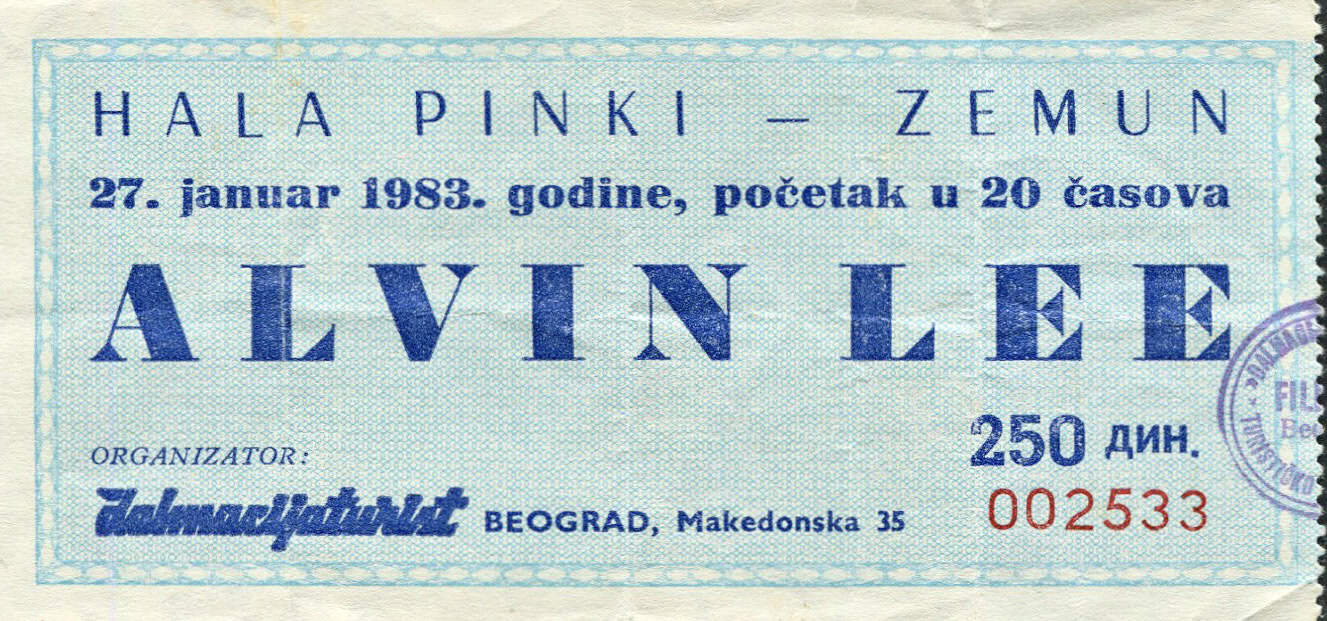 HALA PINKI — ZEMUN
27. januar 1983. godine, početak u 20 časova
ALVIN LEE
250 ДИН.
ORGANIZATOR:
dalmacijaturist BEOGRAD, Makedonska 35
002533
TURISTIČKO